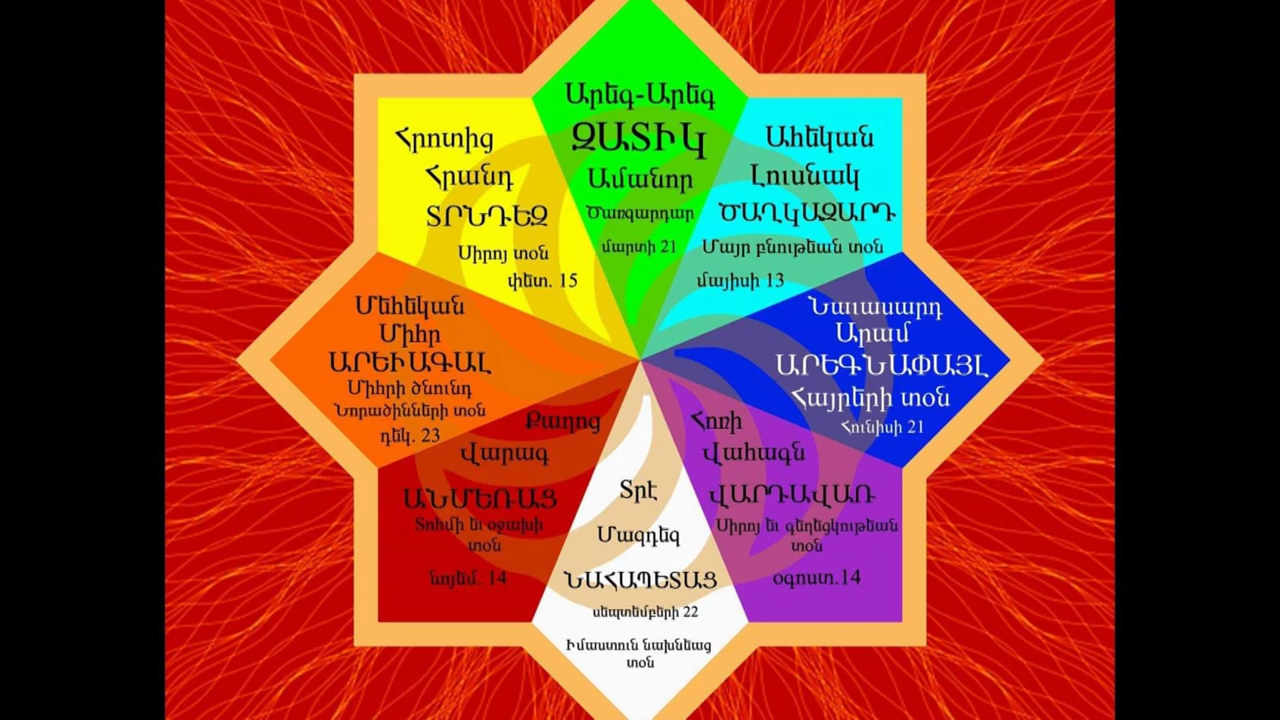 Արեգ-Արեգ
ԶԱՏԻԿ
Ամանոր
Ծառզարդար
մարտի 21
Ահեկան
Լուսնակ
ԾԱՂԿԱԶԱՐԴ
Մայր բնութեան տօն
մայիսի 13
Նաւասարդ
Արամ
ԱՐԵԳՆԱՓԱՅԼ
Հայրերի տօն
Հունիսի 21
Հոռի
Վահագն
ՎԱՐԴԱՎԱՌ
Սիրոյ եւ գեղեցկութեան
տօն
օգոստ.14
Տրէ
Մազդեզ
ՆԱՀԱՊԵՏԱՑ
սեպտեմբերի 22
Իմաստուն նախնեաց
տօն
Քաղոց
Վարագ
ԱՆՄԵՌԱՑ
Տոհմի եւ օջախի
տօն
նոյեմ. 14
Մեհեկան
Միհր
ԱՐԵՒԱԳԱԼ
Միհրի ծնունդ
Նորածինների տօն
դեկ. 23
Հրոտից
Հրանդ
ՏՐՆԴԵԶ
Սիրոյ տօն
փետ. 15